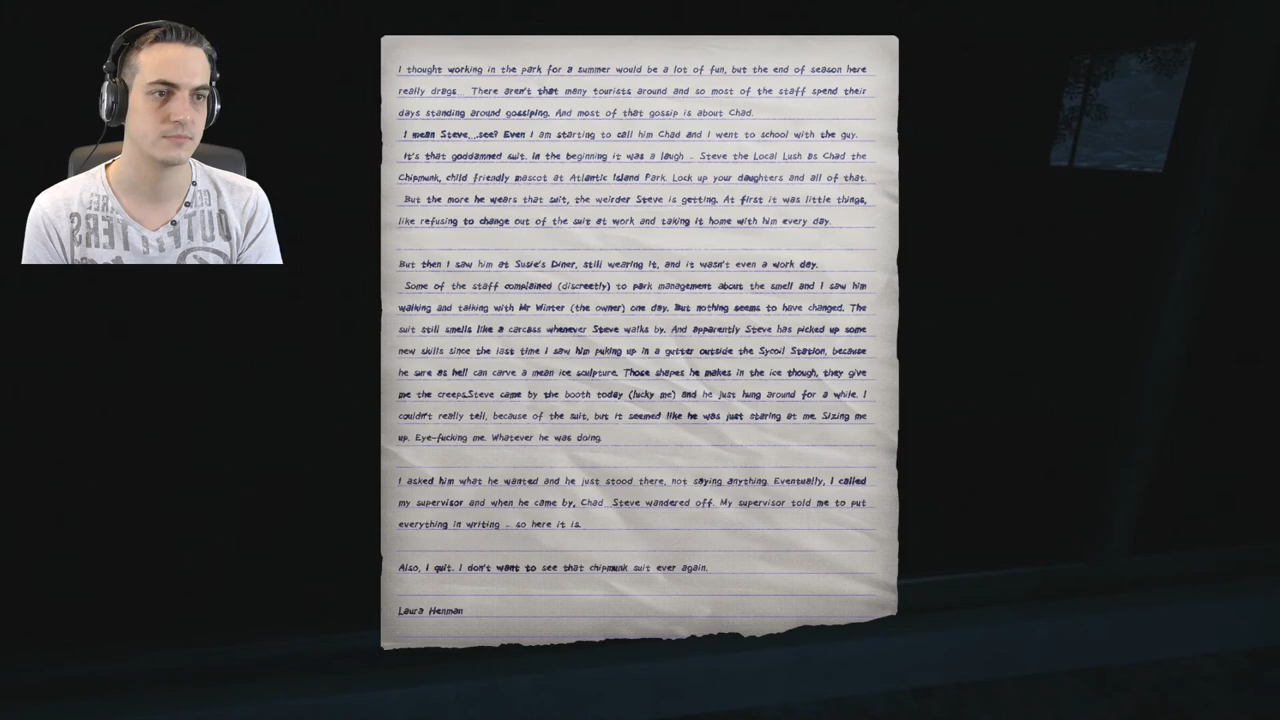 I thought working in the park for a summer would be a lot of fun, but the end of season here
really drags... There aren't that many tourists around and so most of the staff spend their
days standing around gossiping. And most of that gossip is about Chad.
I mean Steve...see? Even I am starting to call him Chad and I went to school with the guy.
It's that goddamned suit. In the beginning it was a laugh - Steve the Local Lush as Chad the
Chipmunk, child friendly mascot at Atlantic Island Park. Lock up your daughters and all of that.
But the more he wears that suit, the weirder Steve is getting. At first it was little things,
like refusing to change out of the suit at work and taking it home with him every day.
But then I saw him at Susie's Diner, still wearing it, and it wasn't even a work day.
Some of the staff complained (discreetly) to park management about the smell and I saw him
walking and talking with Mr Winter (the owner) one day. But nothing seems to have changed. The
suit still smells like a carcass whenever Steve walks by. And apparently Steve has picked up some
new skills since the last time I saw him puking up in a gutter outside the Sycoil Station, because
he sure as hell can carve a mean ice sculpture. Those shapes he makes in the ice though, they give
me the creeps.Steve came by the booth today (lucky me) and he just hung around for a while. I
couldn't really tell, because of the suit, but it seemed like he was just staring at me. Sizing me
up. Eye-fucking me. Whatever he was doing.
I asked him what he wanted and he just stood there, not saying anything. Eventually, I called
my supervisor and when he came by, Chad Steve wandered off. My supervisor told me to put
everything in writing - so here it is.
Also, I quit. I don't want to see that chipmunk suit ever again.
Laura Henman
OUTFITTERS